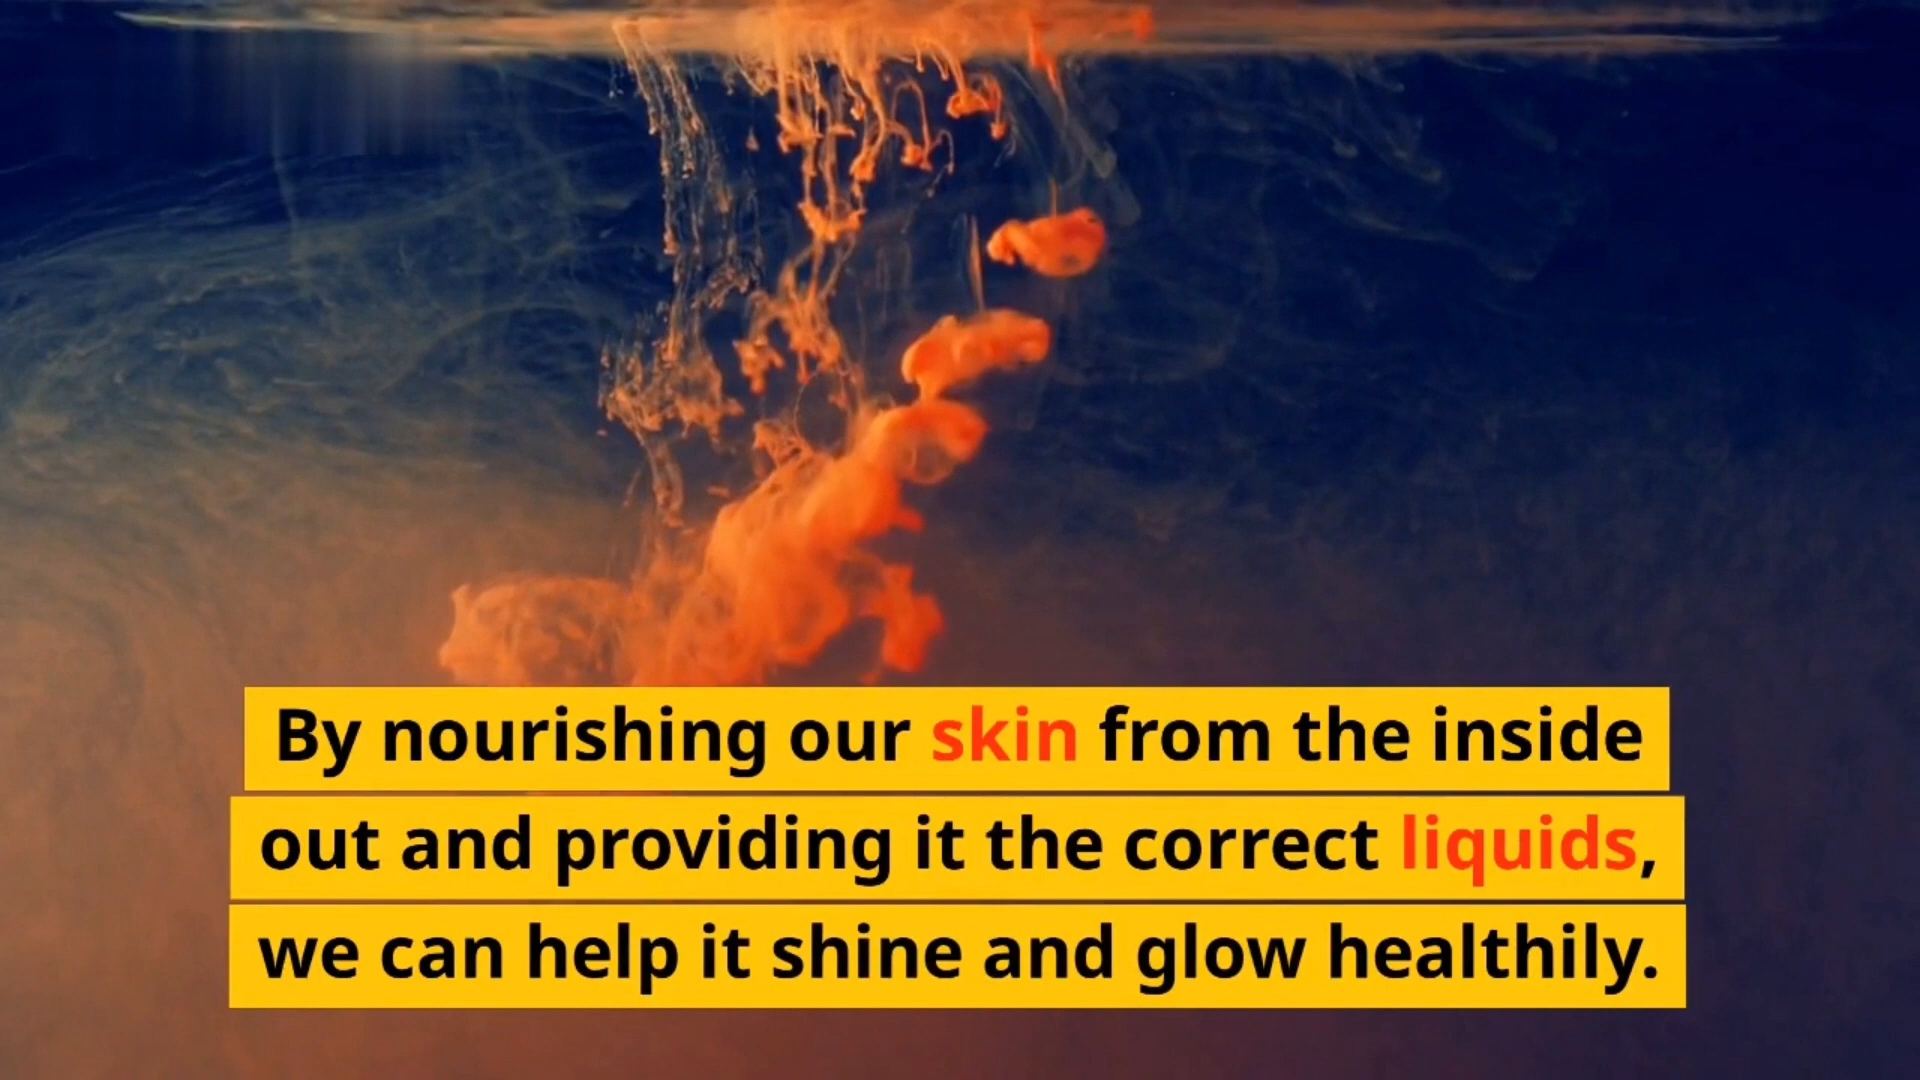 By nourishing our skin from the inside
out and providing it the correct liquids,
we can help it shine and glow healthily.